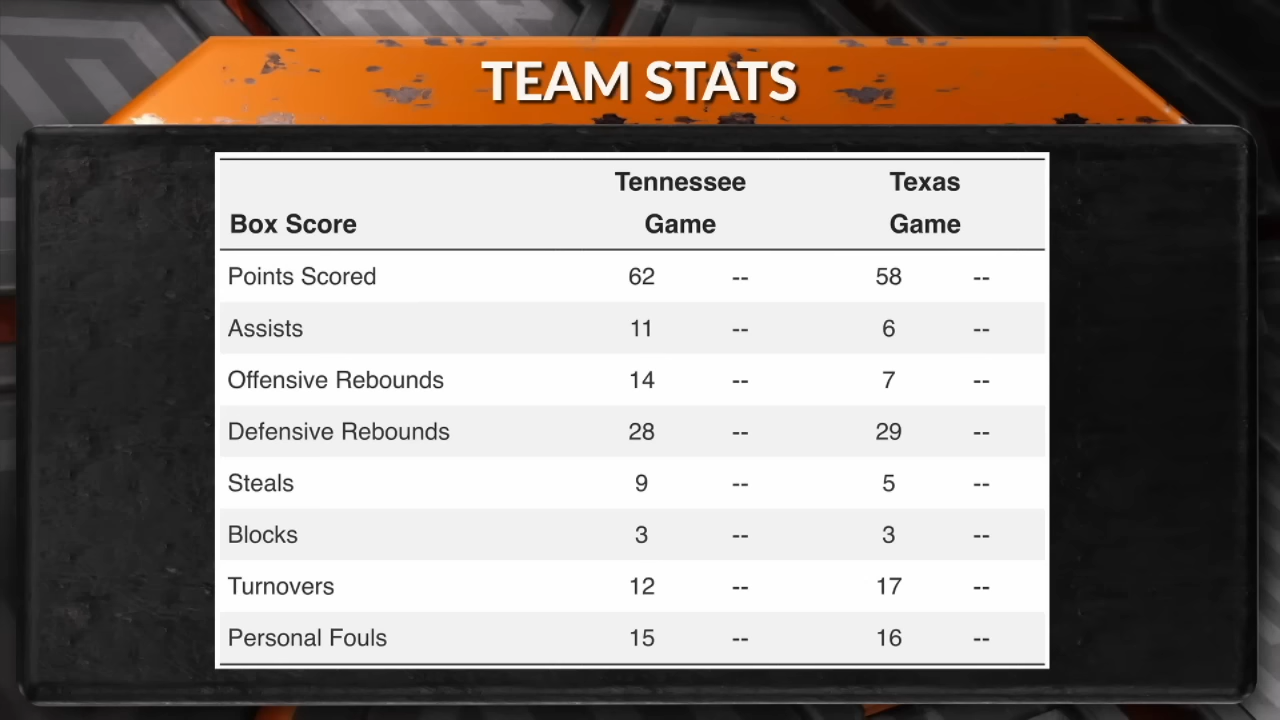 TEAM STATS
Tennessee Texas
Box Score Game Game
Points Scored 62 -- 58 --
Assists 11 -- 6 --
Offensive Rebounds 14 -- 7 --
Defensive Rebounds 28 -- 29 --
Steals 9 -- 5 --
Blocks 3 -- 3 --
Turnovers 12 -- 17 --
Personal Fouls 15 -- 16 --